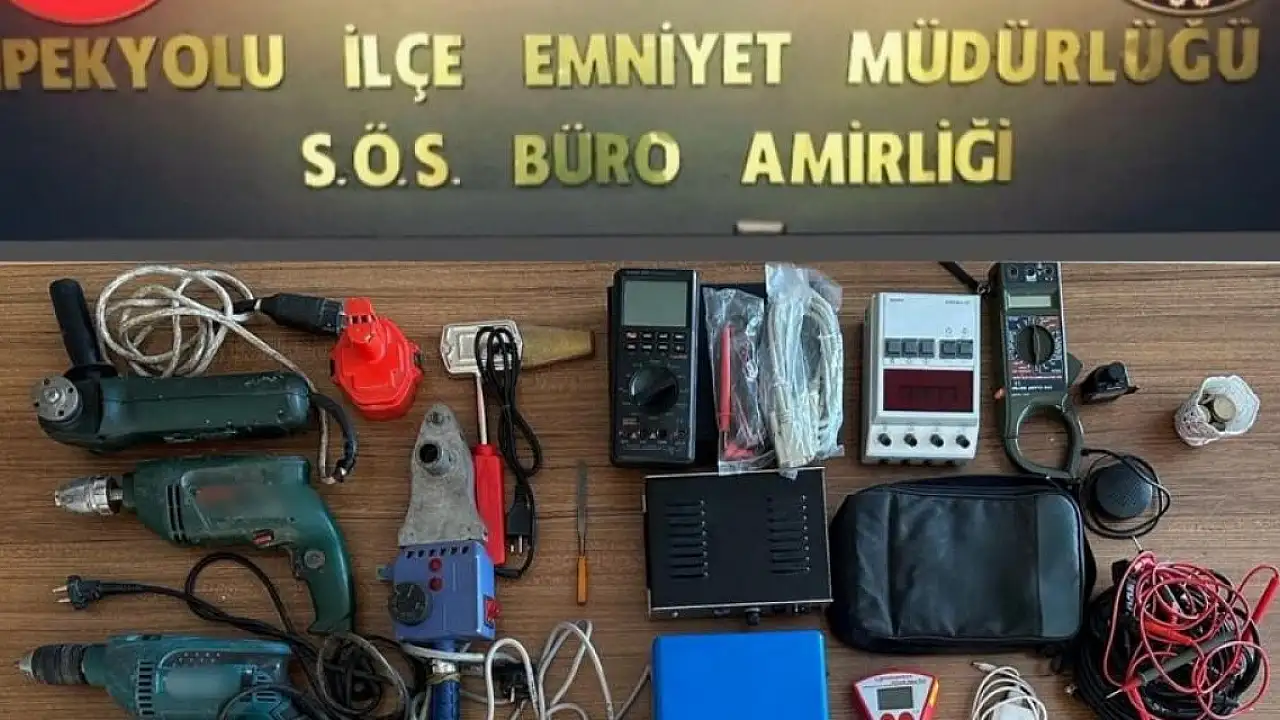 İPEKYOLU İLÇE EMNİYET MÜDÜRLÜĞÜ
S.Ö.S. BÜRO AMİRLİĞİ